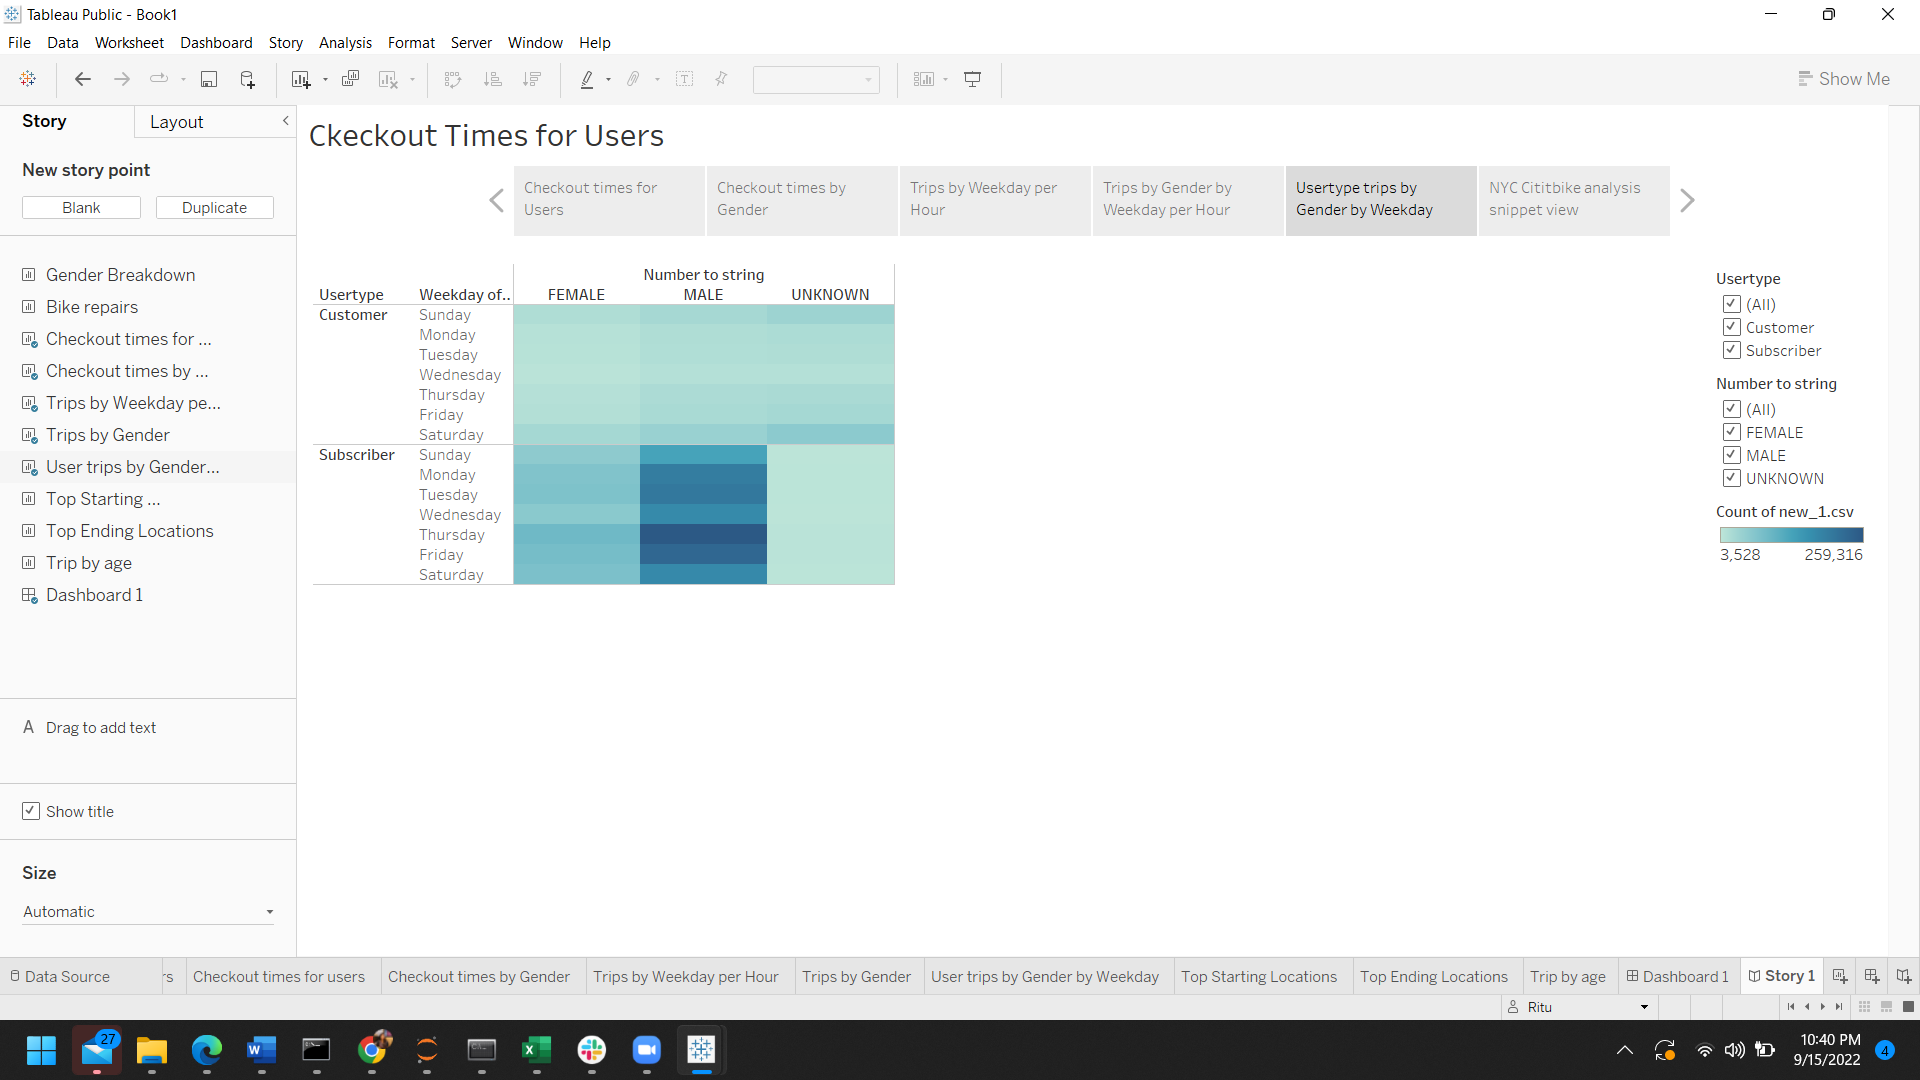 Tableau Public - Book1
File Data Worksheet Dashboard Story Analysis Format Server Window Help
Show Me
Story Layout
New story point
Blank Duplicate
Gender Breakdown
Bike repairs
Checkout times for ...
Checkout times by ...
Trips by Weekday pe...
Trips by Gender
User trips by Gender...
Top Starting ...
Top Ending Locations
Trip by age
Dashboard 1
A Drag to add text
Show title
Size
Automatic
Ckeckout Times for Users
Checkout times for
Users
Checkout times by
Gender
Trips by Weekday per
Hour
Trips by Gender by
Weekday per Hour
Usertype trips by
Gender by Weekday
NYC Cititbike analysis
snippet view
Number to string
Usertype Weekday of.. FEMALE MALE UNKNOWN
Customer Sunday
Monday
Tuesday
Wednesday
Thursday
Friday
Saturday
Subscriber Sunday
Monday
Tuesday
Wednesday
Thursday
Friday
Saturday
Usertype
(All)
Customer
Subscriber
Number to string
(All)
FEMALE
MALE
UNKNOWN
Count of new_1.csv
3,528 259,316
Data Source rs Checkout times for users Checkout times by Gender Trips by Weekday per Hour Trips by Gender User trips by Gender by Weekday Top Starting Locations Top Ending Locations Trip by age Dashboard 1 Story 1
Ritu
27
10:40 PM
9/15/2022
4